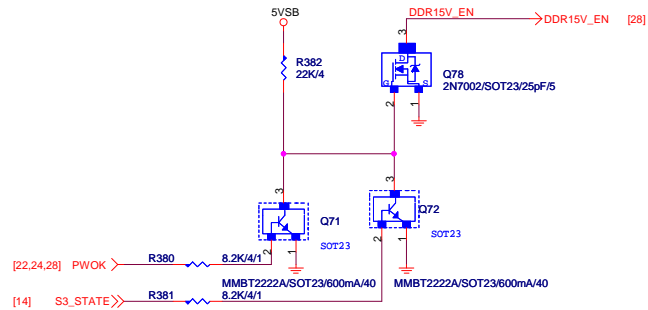 DDR15V_EN
DDR15V_EN [28]
5VSB
3
D
R382
22K/4
Q78
2N7002/SOT23/25pF/5
G S
2 1
3 3
Q71 Q72
SOT23 SOT23
2 1 2 1
[22,24,28] PWOK R380 8.2K/4/1
MMBT2222A/SOT23/600mA/40 MMBT2222A/SOT23/600mA/40
[14] S3_STATE R381 8.2K/4/1